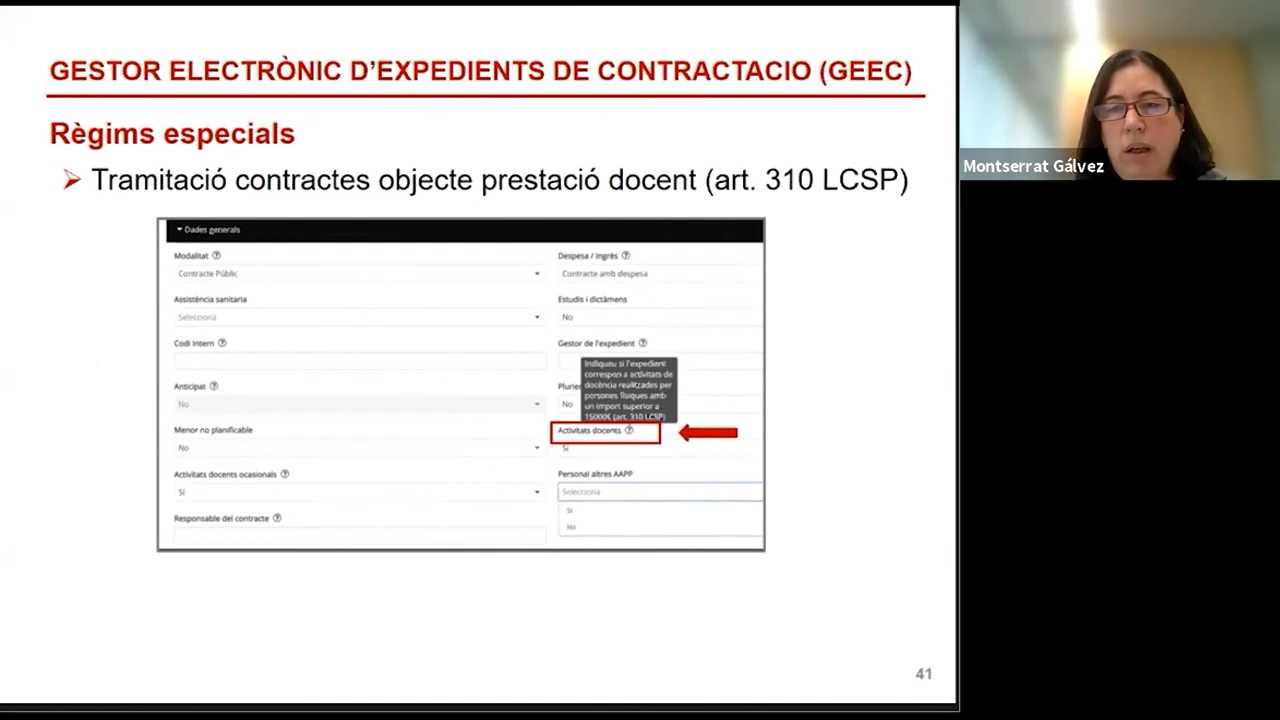 GESTOR ELECTRÒNIC D'EXPEDIENTS DE CONTRACTACIO (GEEC)
Règims especials
Tramitació contractes objecte prestació docent (art. 310 LCSP)
Dades generals
Modalitat
Despesa / Ingrés
Contracte Públic
Contracte amb despesa
Assistència sanitaria
Estudis i dictàmens
Selecciona
No
Codi Intern
Gestor de l'expedient
Indiqueu si l'expedient
correspon a activitats de
docència realitzades per
persones físiques amb
un import superior a
15000€ (art. 310 LCSP)
Anticipat
No
No
Menor no planificable
Activitats docents
No
Sí
Activitats docents ocasionals
Personal altres AAPP
Sí
Selecciona
Sí
No
Responsable del contracte
41
Montserrat Gálvez